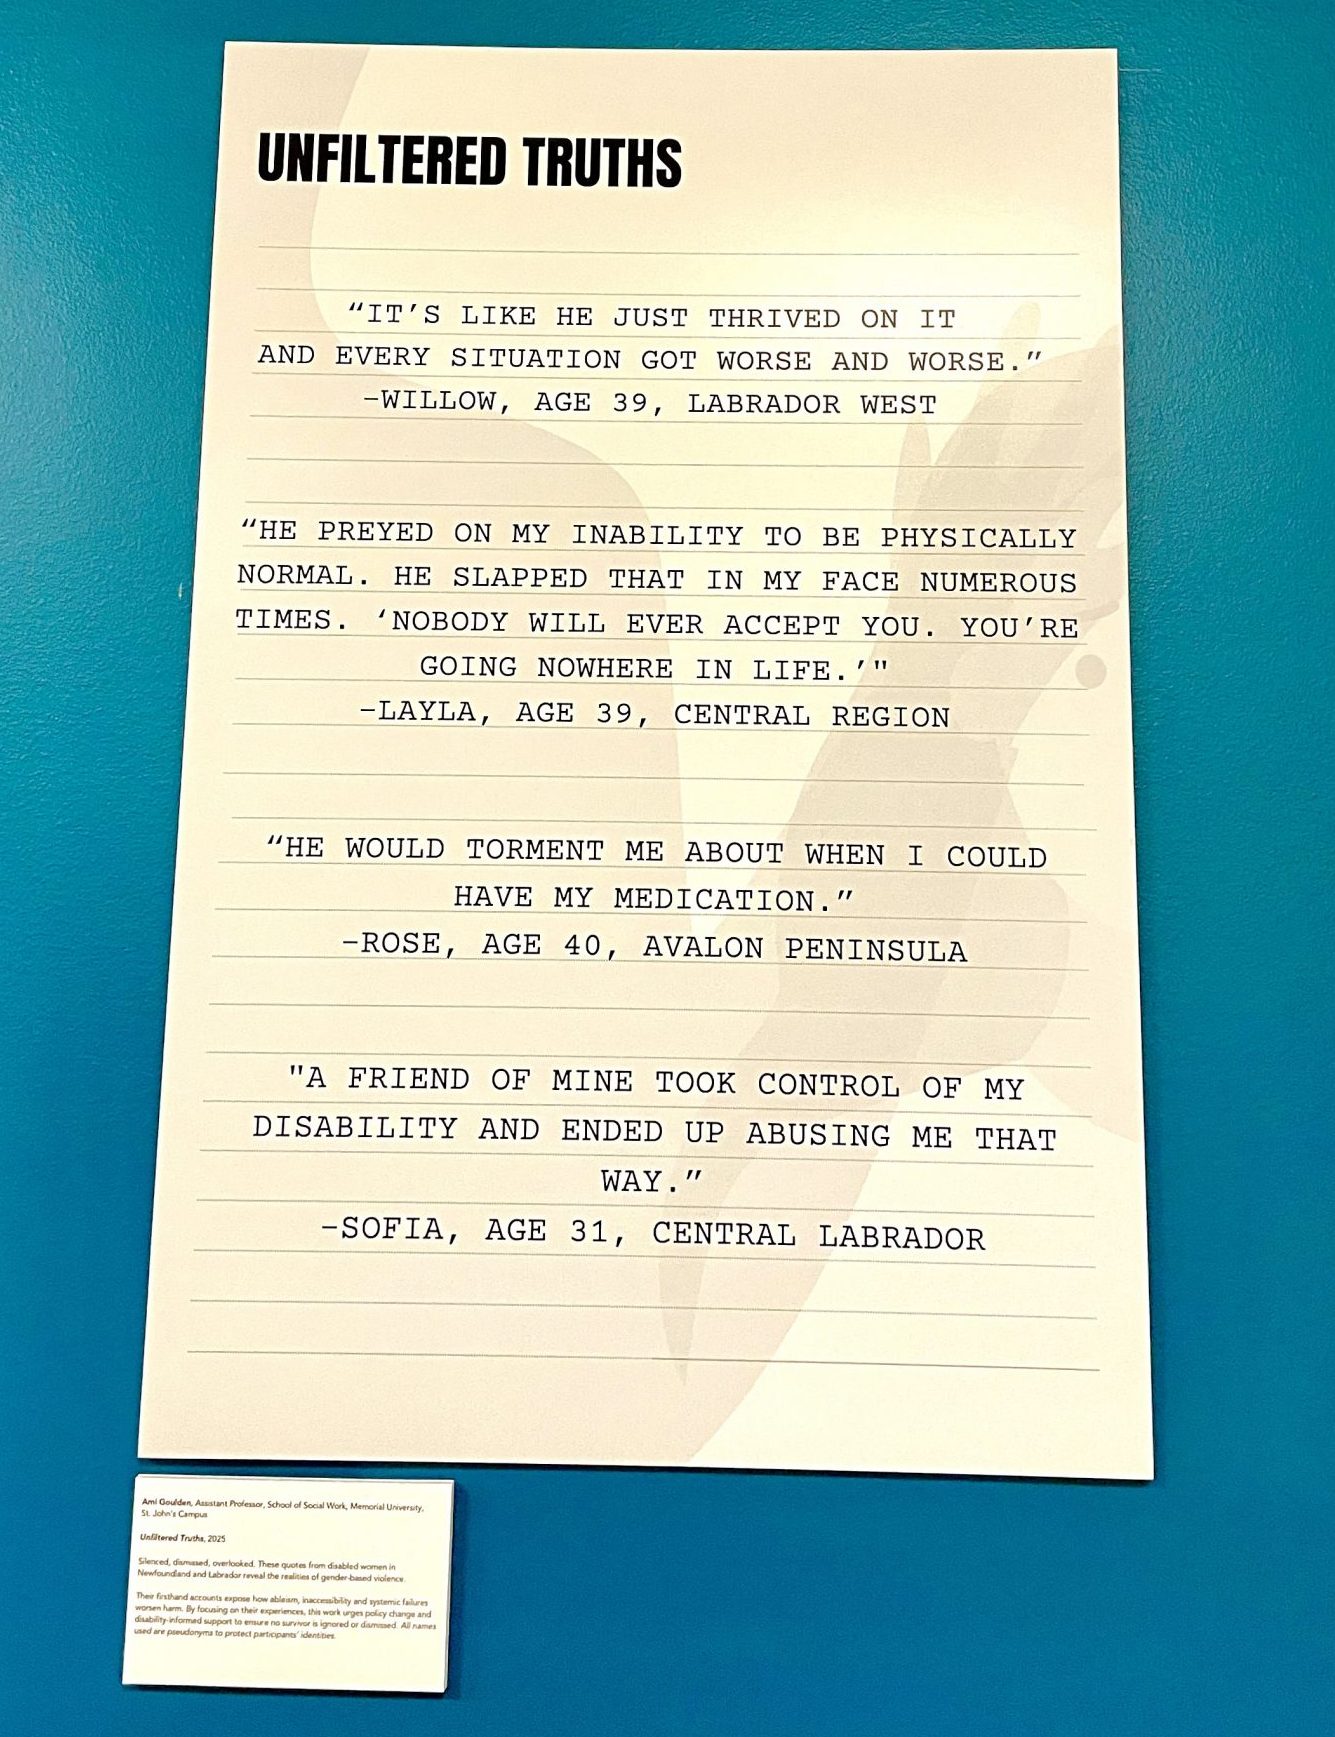 UNFILTERED TRUTHS
“IT’S LIKE HE JUST THRIVED ON IT
AND EVERY SITUATION GOT WORSE AND WORSE.”
–WILLOW, AGE 39, LABRADOR WEST
“HE PREYED ON MY INABILITY TO BE PHYSICALLY
NORMAL. HE SLAPPED THAT IN MY FACE NUMEROUS
TIMES. ‘NOBODY WILL EVER ACCEPT YOU. YOU’RE
GOING NOWHERE IN LIFE.’"
–LAYLA, AGE 39, CENTRAL REGION
“HE WOULD TORMENT ME ABOUT WHEN I COULD
HAVE MY MEDICATION.”
–ROSE, AGE 40, AVALON PENINSULA
"A FRIEND OF MINE TOOK CONTROL OF MY
DISABILITY AND ENDED UP ABUSING ME THAT
WAY.”
–SOFIA, AGE 31, CENTRAL LABRADOR
Ami Goulden, Assistant Professor, School of Social Work, Memorial University,
St. John's Campus
Unfiltered Truths, 2025
Silenced, dismissed, overlooked. These quotes from disabled women in
Newfoundland and Labrador reveal the realities of gender-based violence.
Their firsthand accounts expose how ableism, inaccessibility and systemic failures
worsen harm. By focusing on their experiences, this work urges policy change and
disability-informed support to ensure no survivor is ignored or dismissed. All names
used are pseudonyms to protect participants' identities.